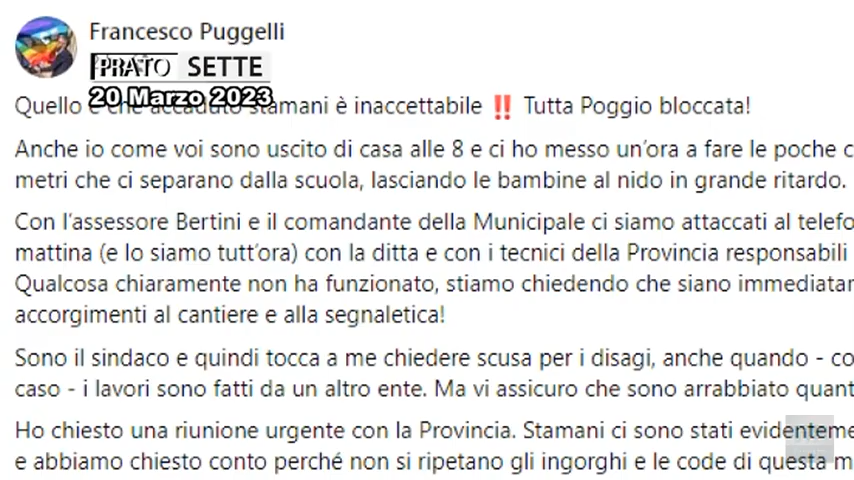 Francesco Puggelli
PRATO SETTE
20 Marzo 2023
Quello e che accaduto stamani è inaccettabile ‼️ Tutta Poggio bloccata!
Anche io come voi sono uscito di casa alle 8 e ci ho messo un'ora a fare le poche c
metri che ci separano dalla scuola, lasciando le bambine al nido in grande ritardo.
Con l'assessore Bertini e il comandante della Municipale ci siamo attaccati al telefo
mattina (e lo siamo tutt'ora) con la ditta e con i tecnici della Provincia responsabili
Qualcosa chiaramente non ha funzionato, stiamo chiedendo che siano immediatar
accorgimenti al cantiere e alla segnaletica!
Sono il sindaco e quindi tocca a me chiedere scusa per i disagi, anche quando - co
caso - i lavori sono fatti da un altro ente. Ma vi assicuro che sono arrabbiato quant
Ho chiesto una riunione urgente con la Provincia. Stamani ci sono stati evidenteme
e abbiamo chiesto conto perché non si ripetano gli ingorghi e le code di questa m